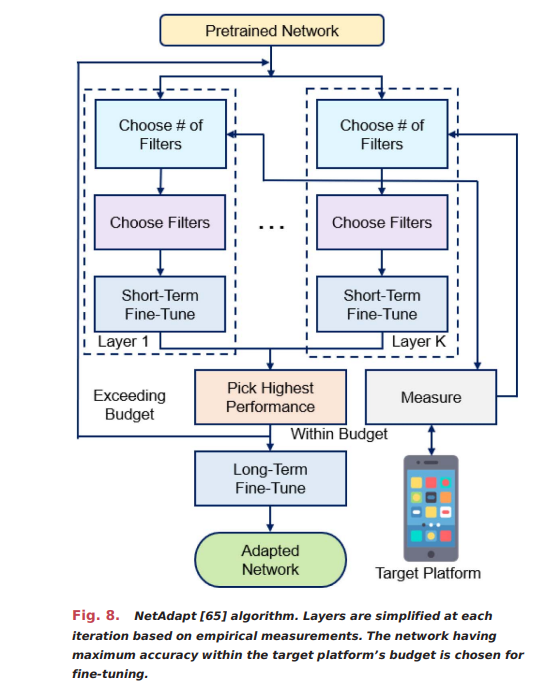 Pretrained Network
Choose # of
Filters
Choose # of
Filters
Choose Filters
...
Choose Filters
Short-Term
Fine-Tune
Short-Term
Fine-Tune
Layer 1
Layer K
Exceeding
Budget
Pick Highest
Performance
Measure
Within Budget
Long-Term
Fine-Tune
Adapted
Network
Target Platform
Fig. 8. NetAdapt [65] algorithm. Layers are simplified at each
iteration based on empirical measurements. The network having
maximum accuracy within the target platform's budget is chosen for
fine-tuning.